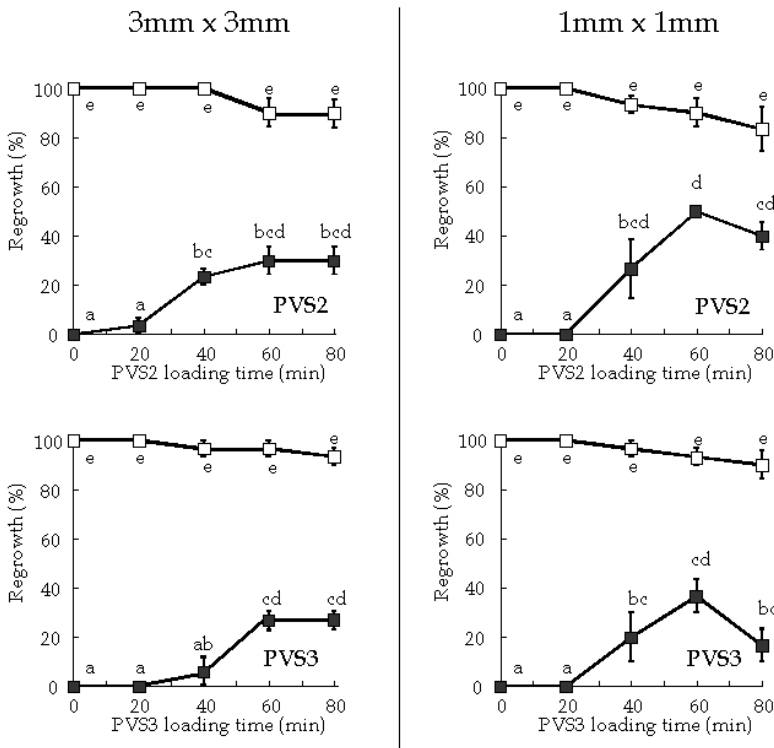 3mm x 3mm
1mm x 1mm
Regrowth (%)
100
80
60
40
20
0
e e e e e
a a bc bcd bcd
PVS2
0 20 40 60 80
PVS2 loading time (min)
Regrowth (%)
100
80
60
40
20
0
e e e e e
a a bcd d cd
PVS2
0 20 40 60 80
PVS2 loading time (min)
Regrowth (%)
100
80
60
40
20
0
e e e e e
a a ab cd cd
PVS3
0 20 40 60 80
PVS3 loading time (min)
Regrowth (%)
100
80
60
40
20
0
e e e e e
a a bc cd bc
PVS3
0 20 40 60 80
PVS3 loading time (min)